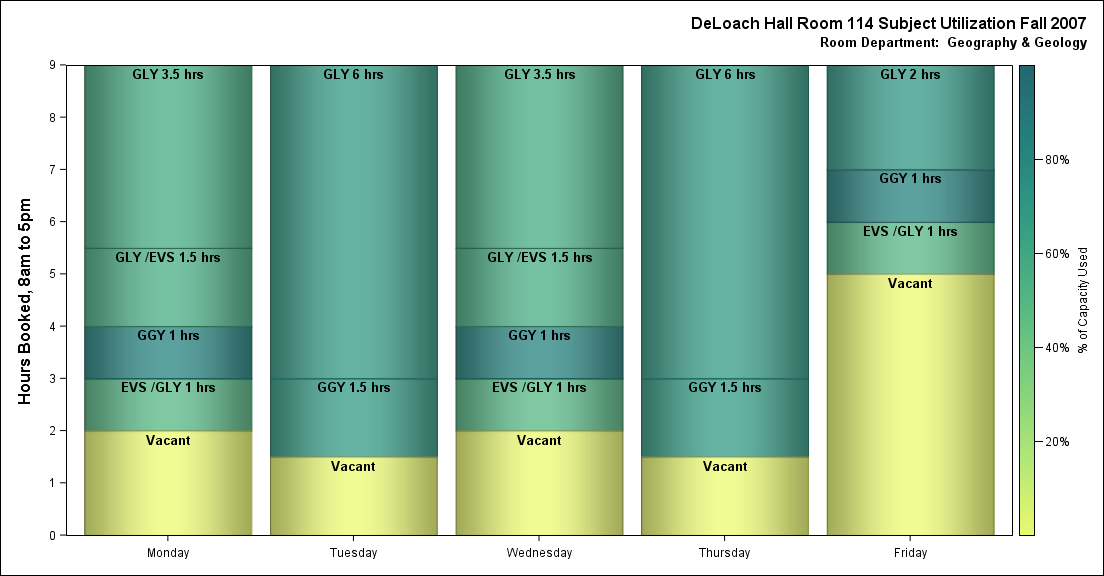 DeLoach Hall Room 114 Subject Utilization Fall 2007
Room Department: Geography & Geology
Hours Booked, 8am to 5pm
9
8
7
6
5
4
3
2
1
0
GLY 3.5 hrs
GLY /EVS 1.5 hrs
GGY 1 hrs
EVS /GLY 1 hrs
Vacant
Monday
GLY 6 hrs
GGY 1.5 hrs
Vacant
Tuesday
GLY 3.5 hrs
GLY /EVS 1.5 hrs
GGY 1 hrs
EVS /GLY 1 hrs
Vacant
Wednesday
GLY 6 hrs
GGY 1.5 hrs
Vacant
Thursday
GLY 2 hrs
GGY 1 hrs
EVS /GLY 1 hrs
Vacant
Friday
80%
60%
40%
20%
% of Capacity Used